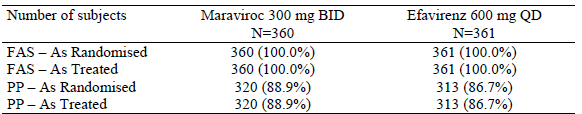 Number of subjects Maraviroc 300 mg BID Efavirenz 600 mg QD
N=360 N=361
FAS – As Randomised 360 (100.0%) 361 (100.0%)
FAS – As Treated 360 (100.0%) 361 (100.0%)
PP – As Randomised 320 (88.9%) 313 (86.7%)
PP – As Treated 320 (88.9%) 313 (86.7%)